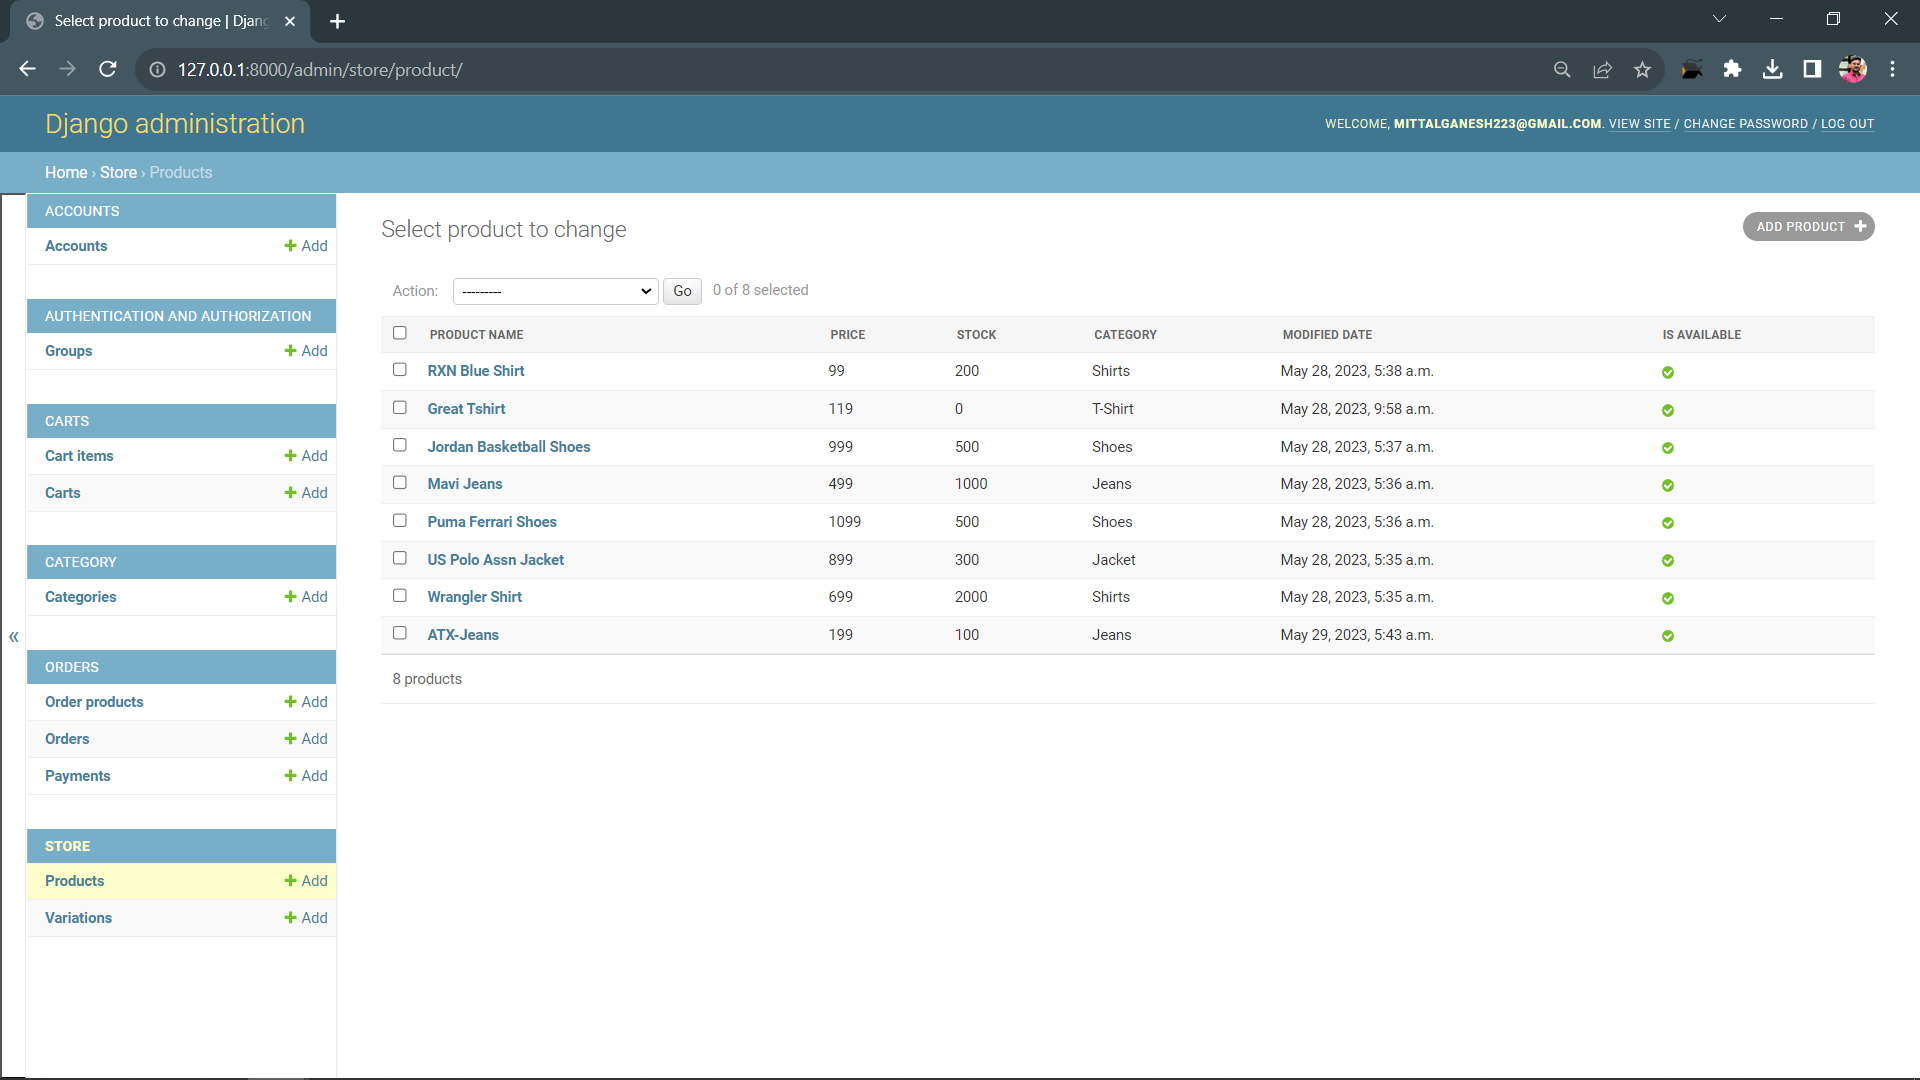 Select product to change | Djang
127.0.0.1:8000/admin/store/product/
Django administration
WELCOME, MITTALGANESH223@GMAIL.COM. VIEW SITE / CHANGE PASSWORD / LOG OUT
Home › Store › Products
ACCOUNTS
Accounts Add
AUTHENTICATION AND AUTHORIZATION
Groups Add
CARTS
Cart items Add
Carts Add
CATEGORY
Categories Add
«
ORDERS
Order products Add
Orders Add
Payments Add
STORE
Products Add
Variations Add
Select product to change
ADD PRODUCT
Action: --------- Go 0 of 8 selected
PRODUCT NAME PRICE STOCK CATEGORY MODIFIED DATE IS AVAILABLE
RXN Blue Shirt 99 200 Shirts May 28, 2023, 5:38 a.m.
Great Tshirt 119 0 T-Shirt May 28, 2023, 9:58 a.m.
Jordan Basketball Shoes 999 500 Shoes May 28, 2023, 5:37 a.m.
Mavi Jeans 499 1000 Jeans May 28, 2023, 5:36 a.m.
Puma Ferrari Shoes 1099 500 Shoes May 28, 2023, 5:36 a.m.
US Polo Assn Jacket 899 300 Jacket May 28, 2023, 5:35 a.m.
Wrangler Shirt 699 2000 Shirts May 28, 2023, 5:35 a.m.
ATX-Jeans 199 100 Jeans May 29, 2023, 5:43 a.m.
8 products